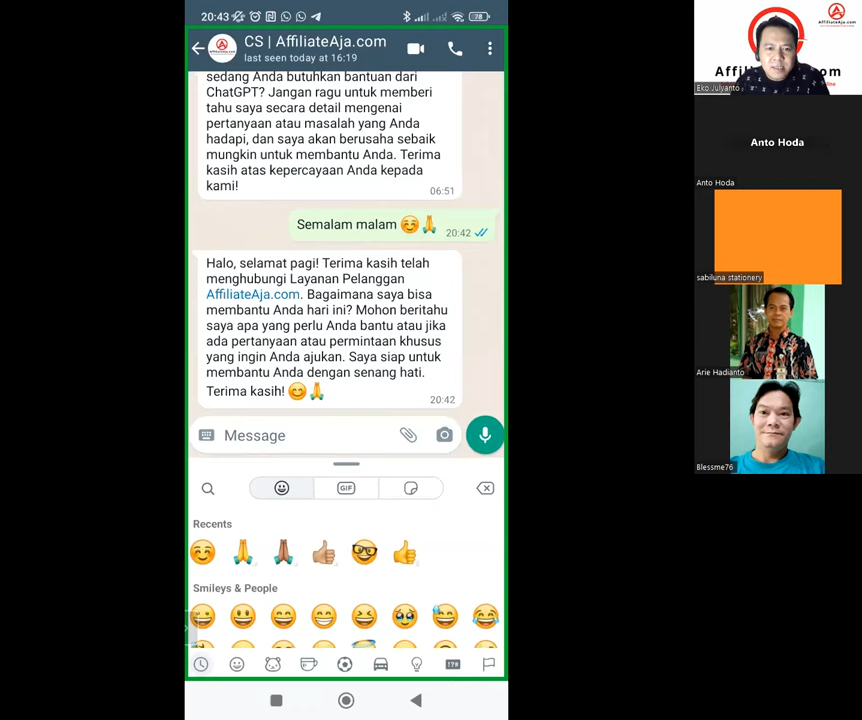 20:43
78
CS | AffiliateAja.com
last seen today at 16:19
sedang Anda butuhkan bantuan dari
ChatGPT? Jangan ragu untuk memberi
tahu saya secara detail mengenai
pertanyaan atau masalah yang Anda
hadapi, dan saya akan berusaha sebaik
mungkin untuk membantu Anda. Terima
kasih atas kepercayaan Anda kepada
kami!
06:51
Semalam malam ☺️🙏
20:42
Halo, selamat pagi! Terima kasih telah
menghubungi Layanan Pelanggan
AffiliateAja.com. Bagaimana saya bisa
membantu Anda hari ini? Mohon beritahu
saya apa yang perlu Anda bantu atau jika
ada pertanyaan atau permintaan khusus
yang ingin Anda ajukan. Saya siap untuk
membantu Anda dengan senang hati.
Terima kasih! 😊🙏
20:42
Message
GIF
Recents
Smileys & People
Eko Julyanto
Anto Hoda
Anto Hoda
sabiluna stationery
Arie Hadianto
Blessme76